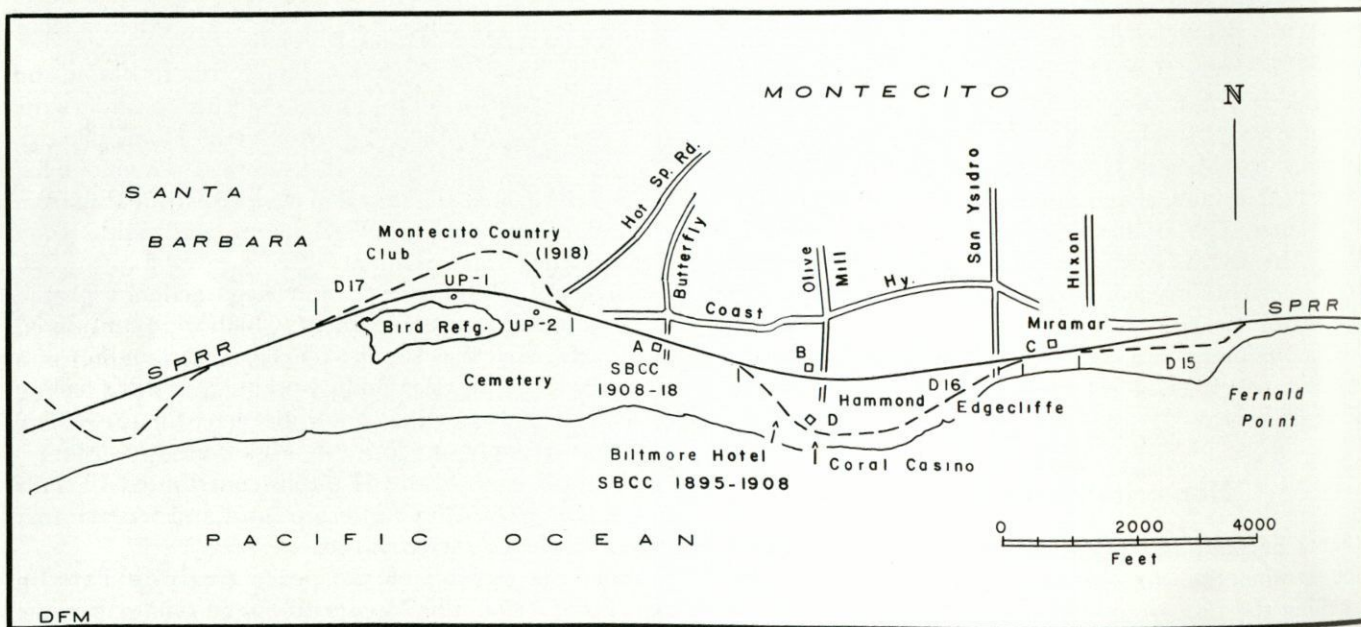 MONTECITO
N
SANTA
BARBARA
Hot Sp. Rd.
Butterfly
Olive
Mill
San Ysidro
Hixon
Montecito Country
Club
(1918)
D17
UP-1
UP-2
Bird Refg.
Coast
Hy.
Miramar
SPRR
SPRR
A
B
C
D
SBCC
1908-18
Cemetery
D16
D15
Hammond
Edgecliffe
Fernald
Point
Biltmore Hotel
SBCC 1895-1908
Coral Casino
PACIFIC OCEAN
0 2000 4000
Feet
DFM